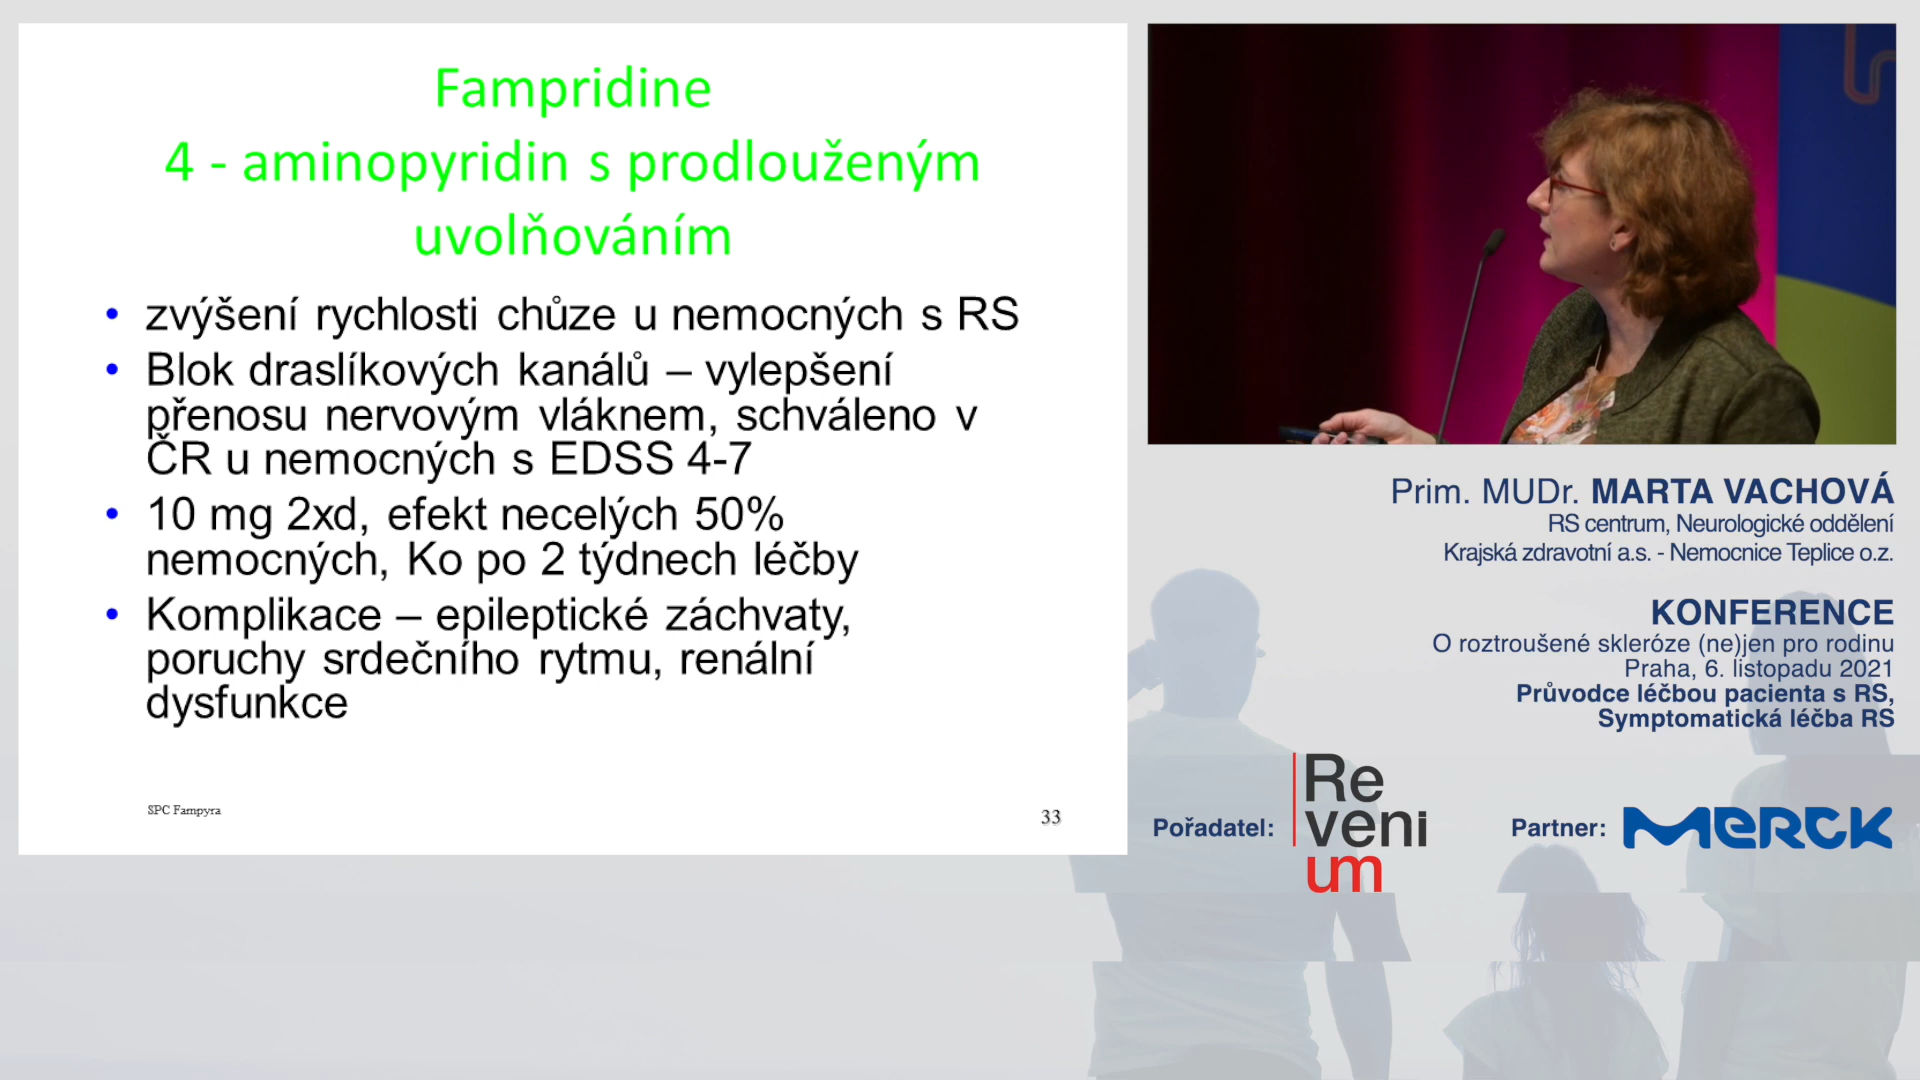 Fampridine
4 - aminopyridin s prodlouženým
uvolňováním
• zvýšení rychlosti chůze u nemocných s RS
• Blok draslíkových kanálů – vylepšení
přenosu nervovým vláknem, schváleno v
ČR u nemocných s EDSS 4-7
• 10 mg 2xd, efekt necelých 50%
nemocných, Ko po 2 týdnech léčby
• Komplikace – epileptické záchvaty,
poruchy srdečního rytmu, renální
dysfunkce
SPC Fampyra
33
Prim. MUDr. MARTA VACHOVÁ
RS centrum, Neurologické oddělení
Krajská zdravotní a.s. - Nemocnice Teplice o.z.
KONFERENCE
O roztroušené skleróze (ne)jen pro rodinu
Praha, 6. listopadu 2021
Průvodce léčbou pacienta s RS,
Symptomatická léčba RS
Pořadatel:
Re
veni
um
Partner:
MERCK